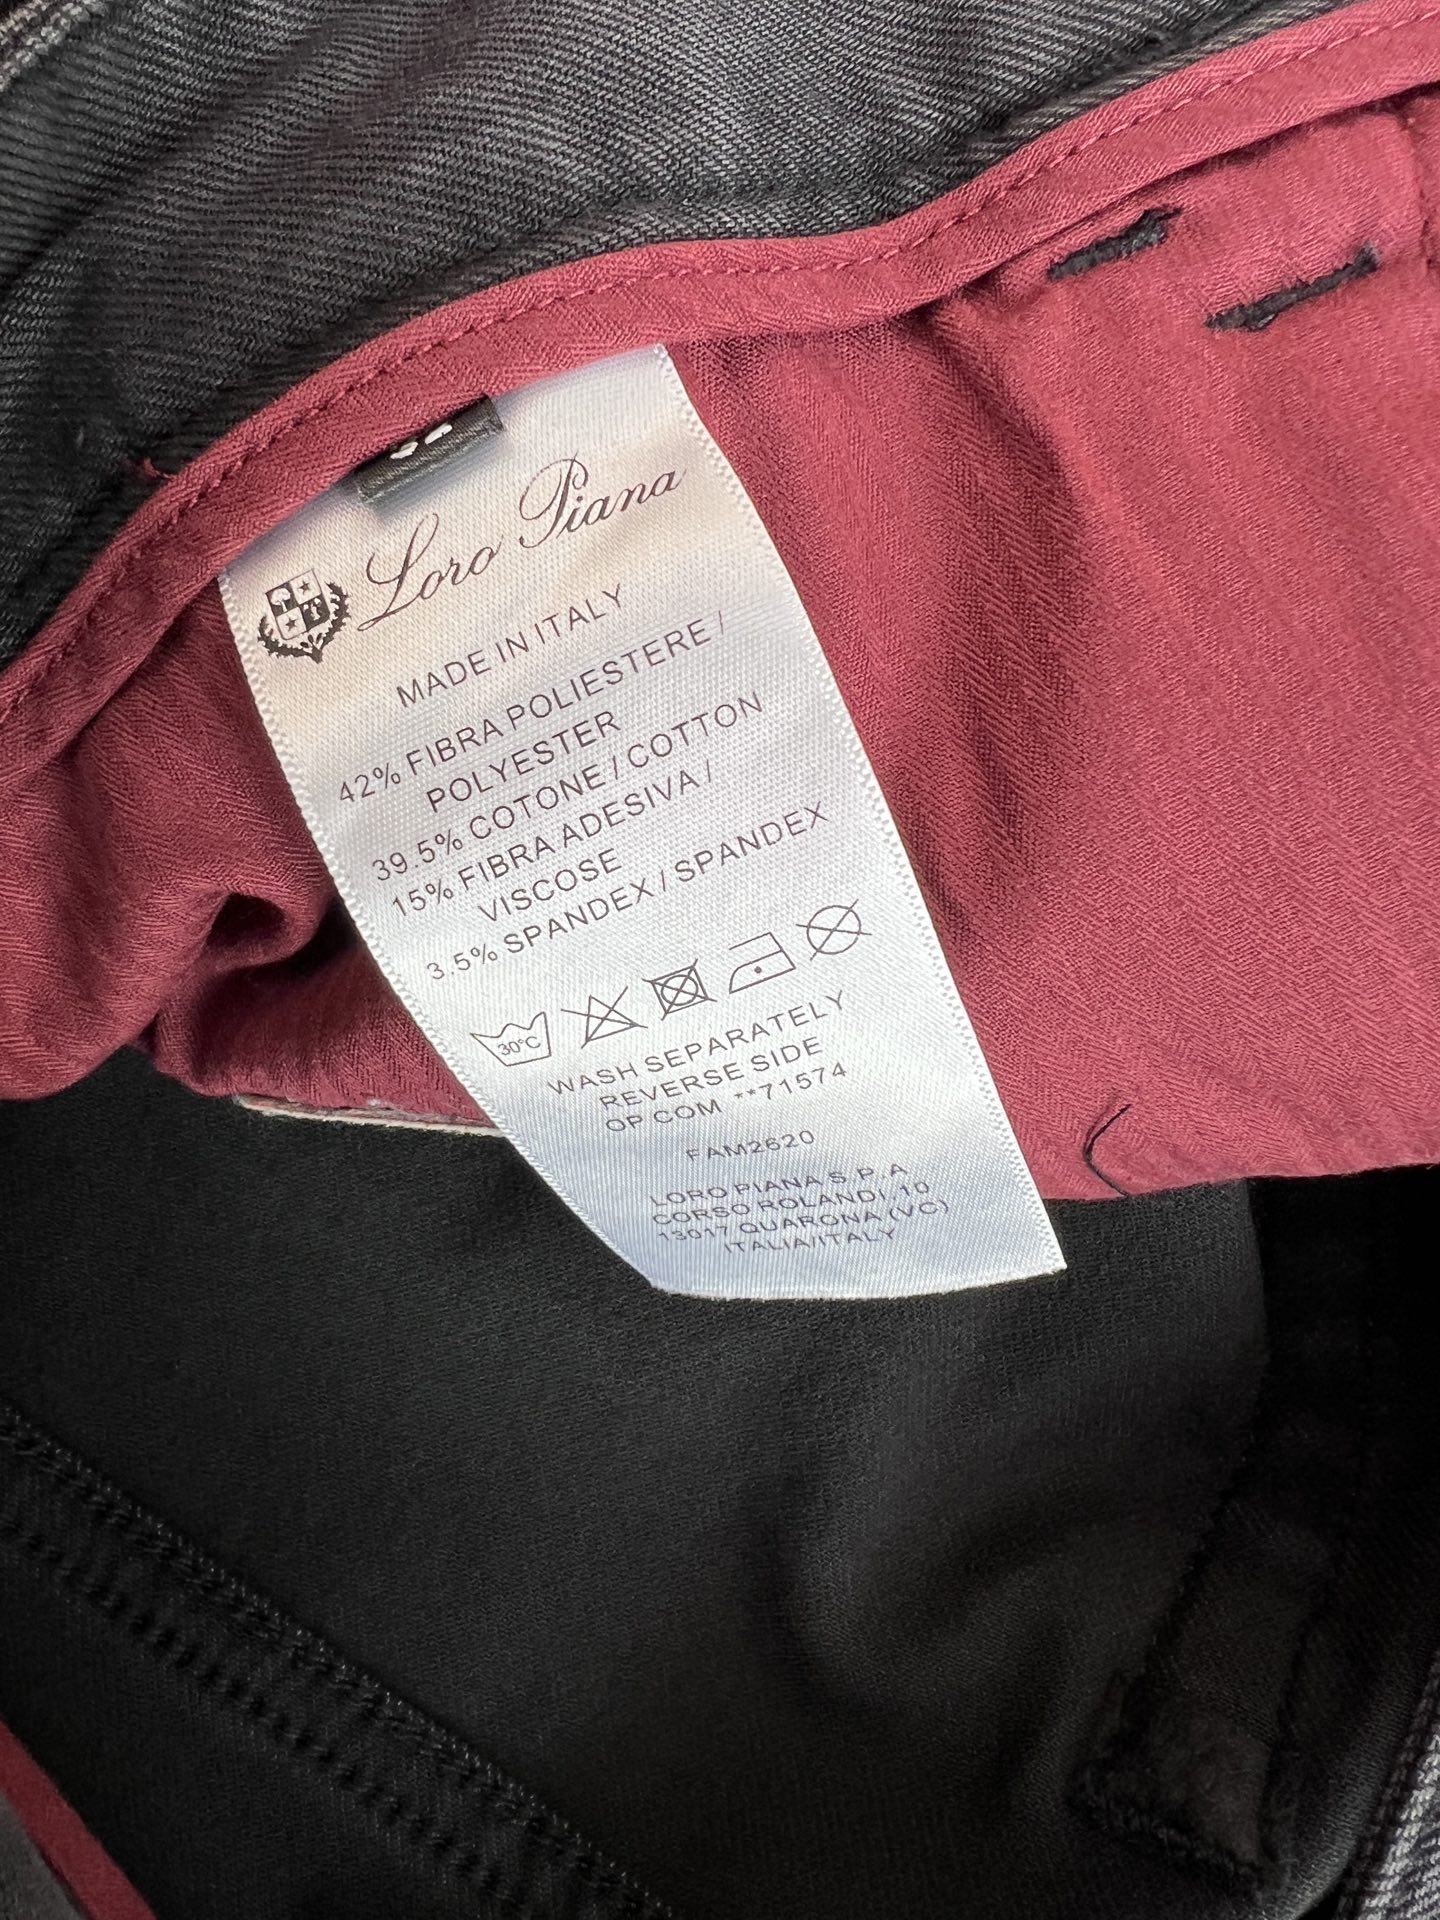 Loro Piana
MADE IN ITALY
42% FIBRA POLIESTERE /
POLYESTER
39.5% COTONE / COTTON
15% FIBRA ADESIVA /
VISCOSE
3.5% SPANDEX / SPANDEX
30°C
WASH SEPARATELY
REVERSE SIDE
OP COM **71574
FAM2620
LORO PIANA S.P.A
CORSO ROLANDI, 10
13017 QUARONA (VC)
ITALIA/ITALY